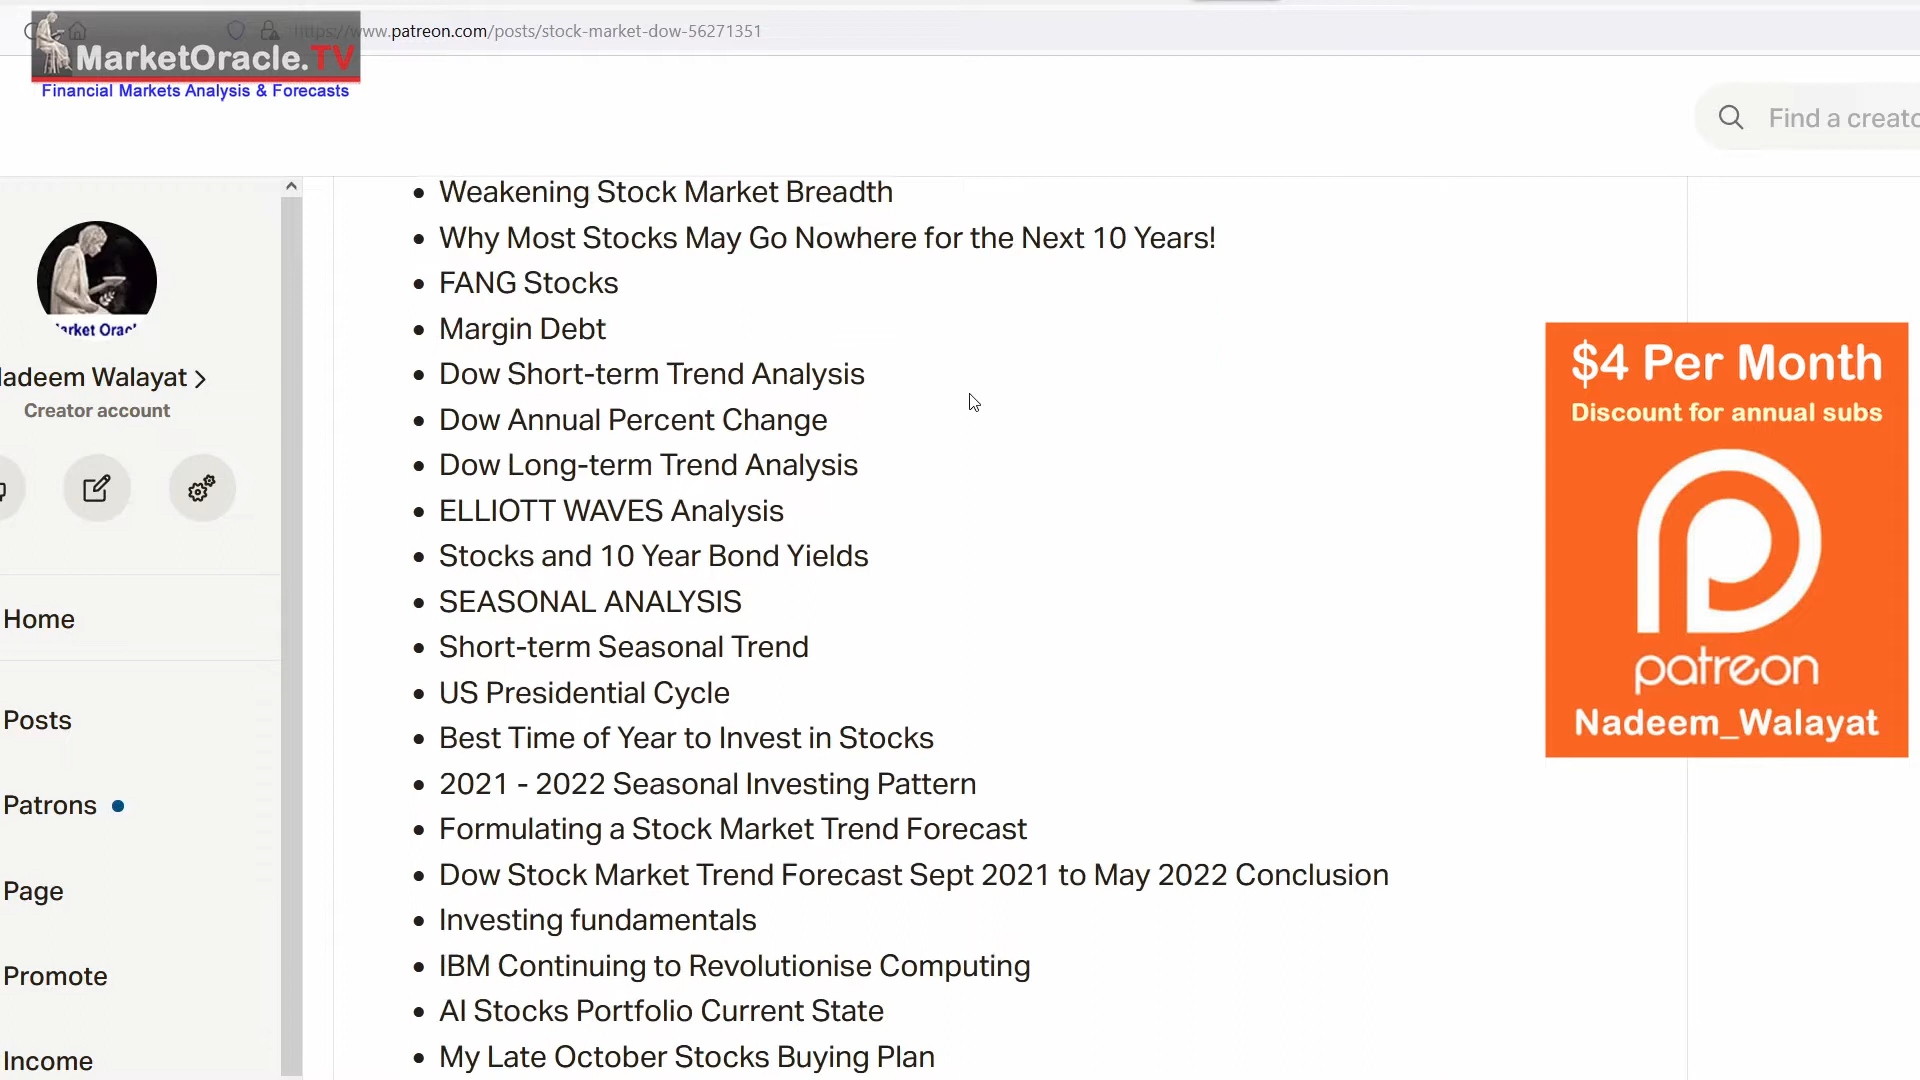 https://www.patreon.com/posts/stock-market-dow-56271351
MarketOracle.TV
Financial Markets Analysis & Forecasts
Find a creato
Weakening Stock Market Breadth
Why Most Stocks May Go Nowhere for the Next 10 Years!
FANG Stocks
Margin Debt
Dow Short-term Trend Analysis
Dow Annual Percent Change
Dow Long-term Trend Analysis
ELLIOTT WAVES Analysis
Stocks and 10 Year Bond Yields
SEASONAL ANALYSIS
Short-term Seasonal Trend
US Presidential Cycle
Best Time of Year to Invest in Stocks
2021 - 2022 Seasonal Investing Pattern
Formulating a Stock Market Trend Forecast
Dow Stock Market Trend Forecast Sept 2021 to May 2022 Conclusion
Investing fundamentals
IBM Continuing to Revolutionise Computing
AI Stocks Portfolio Current State
My Late October Stocks Buying Plan
arket Orac
adeem Walayat
Creator account
Home
Posts
Patrons
Page
Promote
Income
$4 Per Month
Discount for annual subs
patreon
Nadeem_Walayat